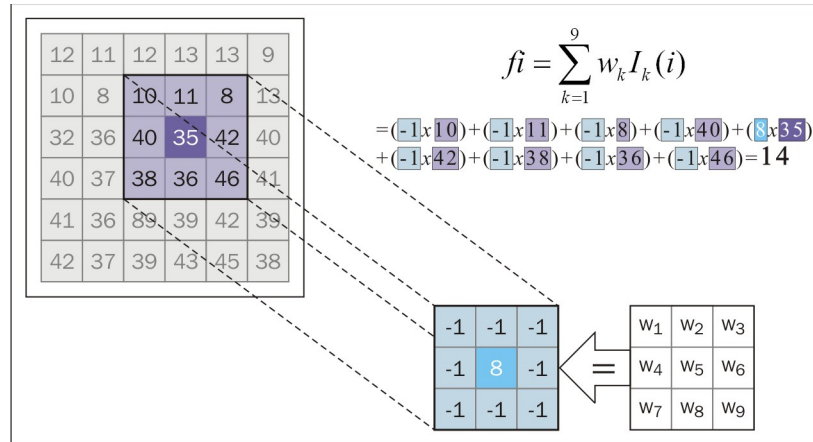 12 11 12 13 13 9
10 8 10 11 8 13
32 36 40 35 42 40
40 37 38 36 46 41
41 36 89 39 42 39
42 37 39 43 45 38
fi = \sum_{k=1}^{9} w_k I_k (i)
=(-1x10)+(-1x11)+(-1x8)+(-1x40)+(8x35)
+(-1x42)+(-1x38)+(-1x36)+(-1x46)=14
-1 -1 -1
-1 8 -1
-1 -1 -1
=
w1 w2 w3
w4 w5 w6
w7 w8 w9